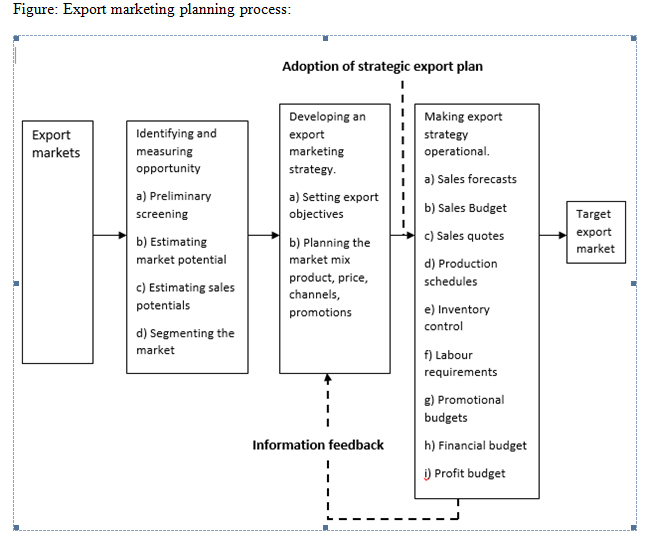 Figure: Export marketing planning process:
Adoption of strategic export plan
Export
markets
Identifying and
measuring
opportunity
a) Preliminary
screening
b) Estimating
market potential
c) Estimating sales
potentials
d) Segmenting the
market
Developing an
export
marketing
strategy.
a) Setting export
objectives
b) Planning the
market mix
product, price,
channels,
promotions
Making export
strategy
operational.
a) Sales forecasts
b) Sales Budget
c) Sales quotes
d) Production
schedules
e) Inventory
control
f) Labour
requirements
g) Promotional
budgets
h) Financial budget
i) Profit budget
Target
export
market
Information feedback